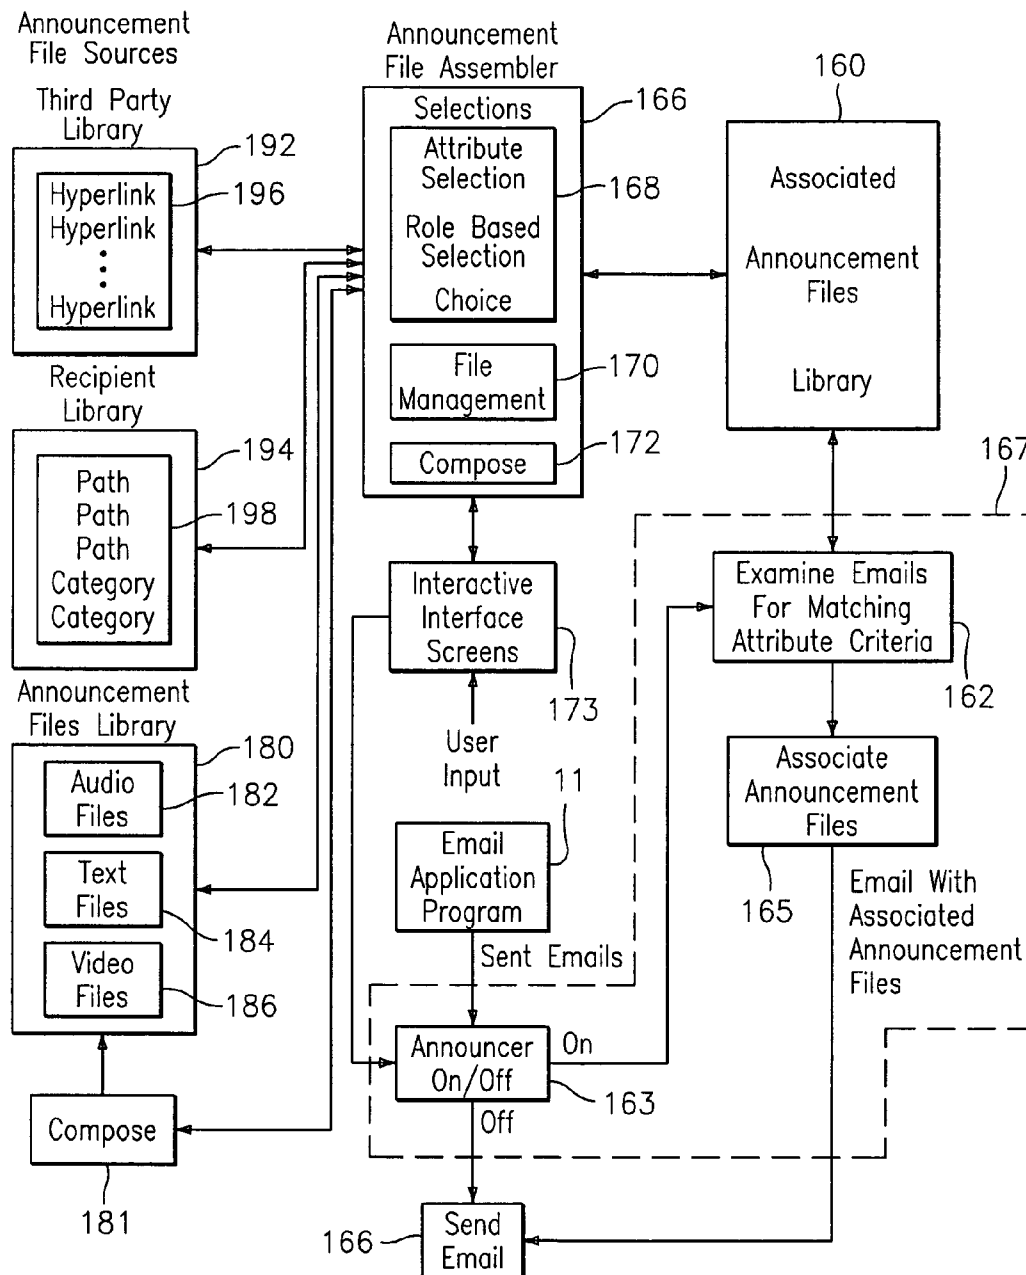 Announcement
File Sources
Third Party
Library
192
Hyperlink
196
Hyperlink
Hyperlink
Recipient
Library
194
Path
198
Path
Path
Category
Category
Announcement
Files Library
180
Audio
Files
182
Text
Files
184
Video
Files
186
Compose
181
Announcement
File Assembler
166
Selections
Attribute
Selection
168
Role Based
Selection
Choice
File
Management
170
Compose
172
Interactive
Interface
Screens
173
User
Input
11
Email
Application
Program
Sent Emails
Announcer
On/Off
163
On
Off
166
Send
Email
160
Associated
Announcement
Files
Library
167
Examine Emails
For Matching
Attribute Criteria
162
Associate
Announcement
Files
165
Email With
Associated
Announcement
Files